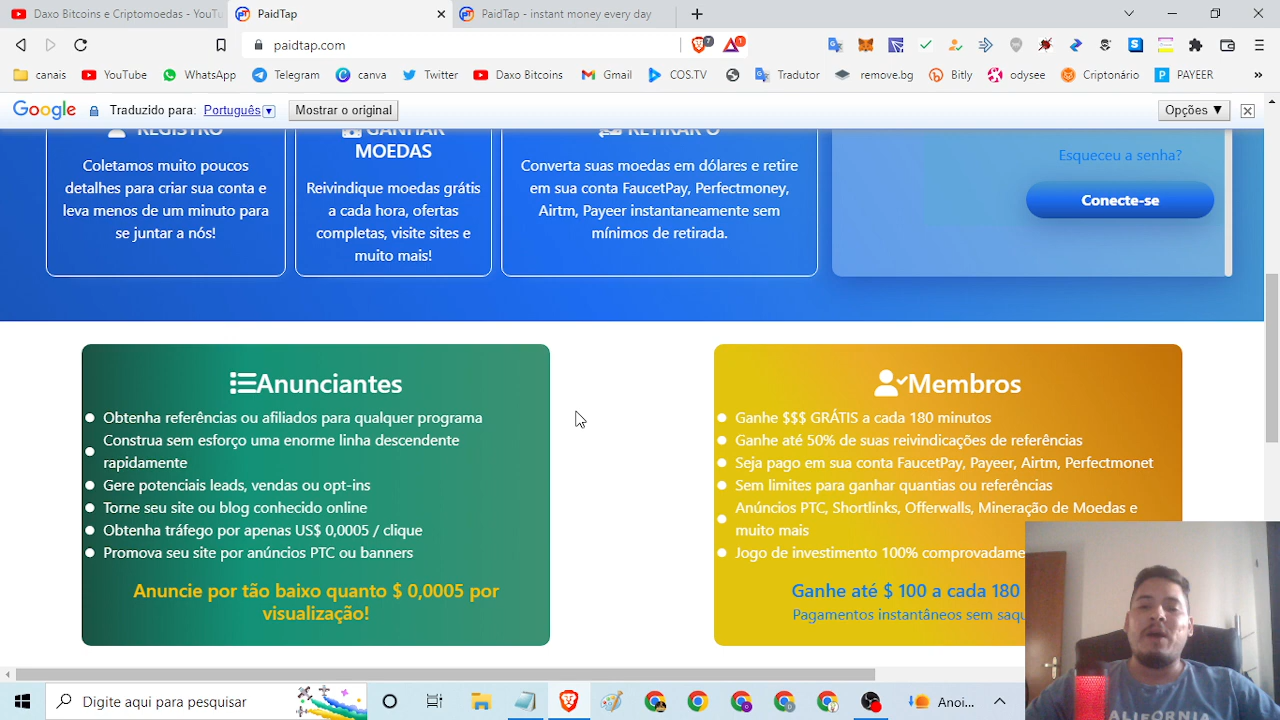 Daxo Bitcoins e Criptomoedas - YouTu
PaidTap
PaidTap - instant money every day
paidtap.com
7
1
canais
YouTube
WhatsApp
Telegram
canva
Twitter
Daxo Bitcoins
Gmail
COS.TV
Tradutor
remove.bg
Bitly
odysee
Criptonário
PAYEER
Google
Traduzido para: Português
Mostrar o original
Opções ▼
REGISTRO
Coletamos muito poucos
detalhes para criar sua conta e
leva menos de um minuto para
se juntar a nós!
GANHAR
MOEDAS
Reivindique moedas grátis
a cada hora, ofertas
completas, visite sites e
muito mais!
RETIRAR O
Converta suas moedas em dólares e retire
em sua conta FaucetPay, Perfectmoney,
Airtm, Payeer instantaneamente sem
mínimos de retirada.
Esqueceu a senha?
Conecte-se
Anunciantes
Obtenha referências ou afiliados para qualquer programa
Construa sem esforço uma enorme linha descendente
rapidamente
Gere potenciais leads, vendas ou opt-ins
Torne seu site ou blog conhecido online
Obtenha tráfego por apenas US$ 0,0005 / clique
Promova seu site por anúncios PTC ou banners
Anuncie por tão baixo quanto $ 0,0005 por
visualização!
Membros
Ganhe $$$ GRÁTIS a cada 180 minutos
Ganhe até 50% de suas reivindicações de referências
Seja pago em sua conta FaucetPay, Payeer, Airtm, Perfectmonet
Sem limites para ganhar quantias ou referências
Anúncios PTC, Shortlinks, Offerwalls, Mineração de Moedas e
muito mais
Jogo de investimento 100% comprovadame
Ganhe até $ 100 a cada 180
Pagamentos instantâneos sem saqu
Digite aqui para pesquisar
Anoi...